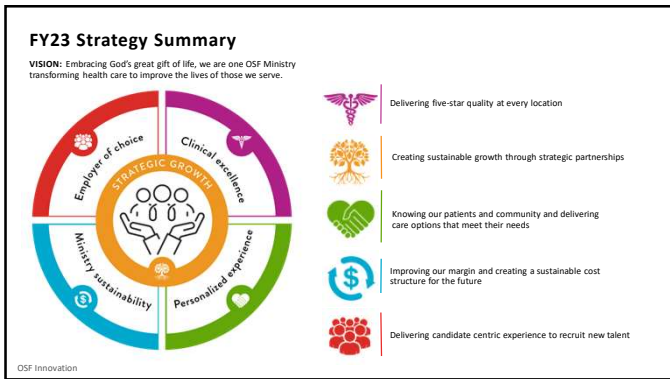 FY23 Strategy Summary
VISION: Embracing God's great gift of life, we are one OSF Ministry
transforming health care to improve the lives of those we serve.
Employer of choice
Clinical excellence
STRATEGIC GROWTH
Ministry sustainability
Personalized experience
$
Delivering five-star quality at every location
Creating sustainable growth through strategic partnerships
Knowing our patients and community and delivering
care options that meet their needs
$
Improving our margin and creating a sustainable cost
structure for the future
Delivering candidate centric experience to recruit new talent
OSF Innovation